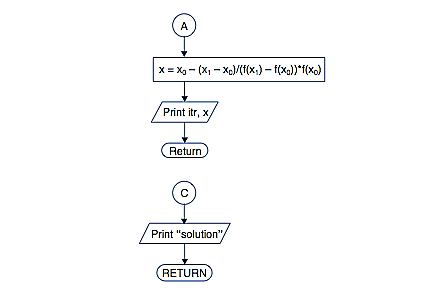 A
x = x₀ – (x₁ – x₀)/(f(x₁) – f(x₀))*f(x₀)
Print itr, x
Return
C
Print “solution”
RETURN